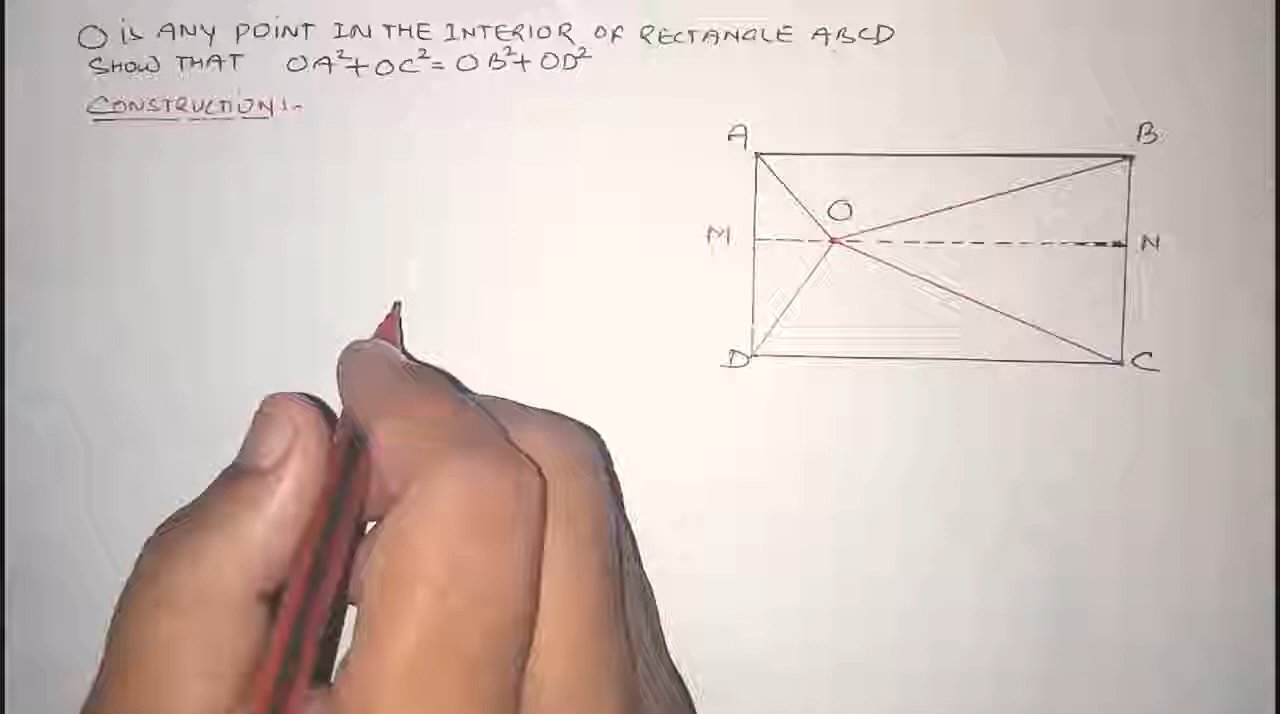 O is ANY POINT IN THE INTERIOR OF RECTANGLE ABCD
SHOW THAT OA²+OC²=OB²+OD²
CONSTRUCTION:-
A B
O
M N
D C